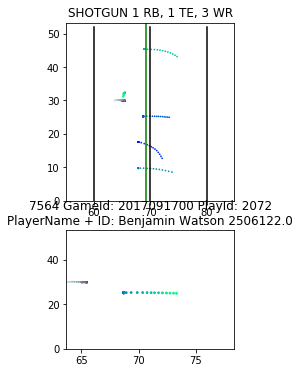 SHOTGUN 1 RB, 1 TE, 3 WR
50
40
30
20
10
0
60 70 80
7564 GameId: 2017091700 PlayId: 2072
PlayerName + ID: Benjamin Watson 2506122.0
40
20
0
65 70 75